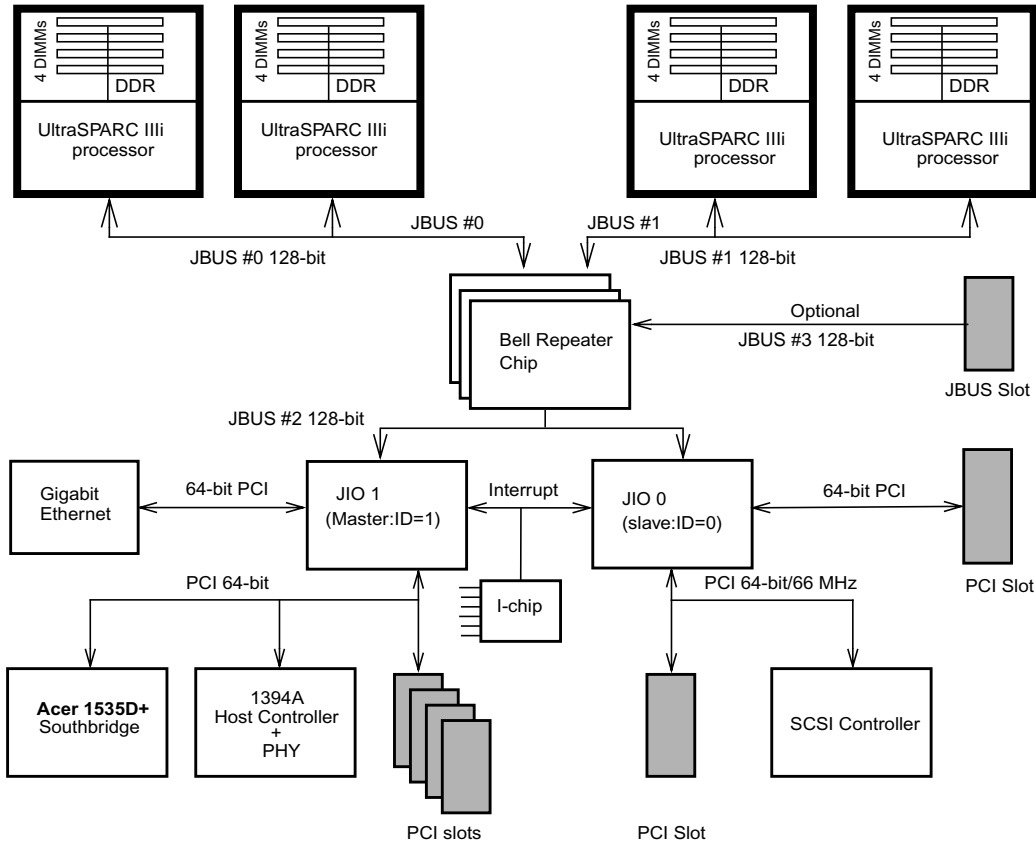 4 DIMMs
DDR
UltraSPARC IIIi
processor
4 DIMMs
DDR
UltraSPARC IIIi
processor
4 DIMMs
DDR
UltraSPARC IIIi
processor
4 DIMMs
DDR
UltraSPARC IIIi
processor
JBUS #0
JBUS #1
JBUS #0 128-bit
JBUS #1 128-bit
Bell Repeater
Chip
Optional
JBUS #3 128-bit
JBUS Slot
JBUS #2 128-bit
Gigabit
Ethernet
64-bit PCI
JIO 1
(Master:ID=1)
Interrupt
JIO 0
(slave:ID=0)
64-bit PCI
PCI Slot
PCI 64-bit
I-chip
PCI 64-bit/66 MHz
Acer 1535D+
Southbridge
1394A
Host Controller
+
PHY
SCSI Controller
PCI slots
PCI Slot